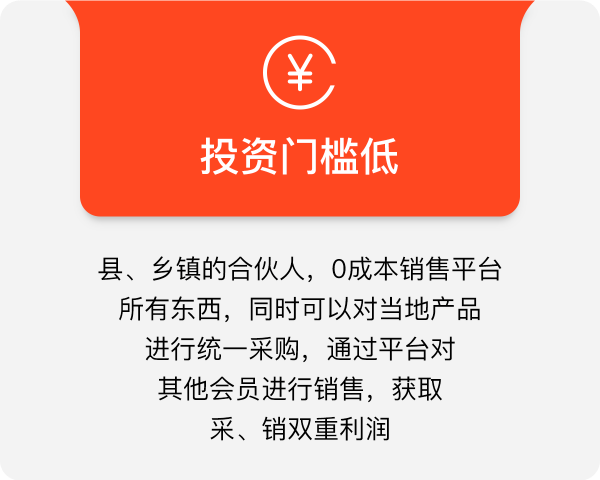 ¥
投资门槛低
县、乡镇的合伙人，0成本销售平台
所有东西，同时可以对当地产品
进行统一采购，通过平台对
其他会员进行销售，获取
采、销双重利润